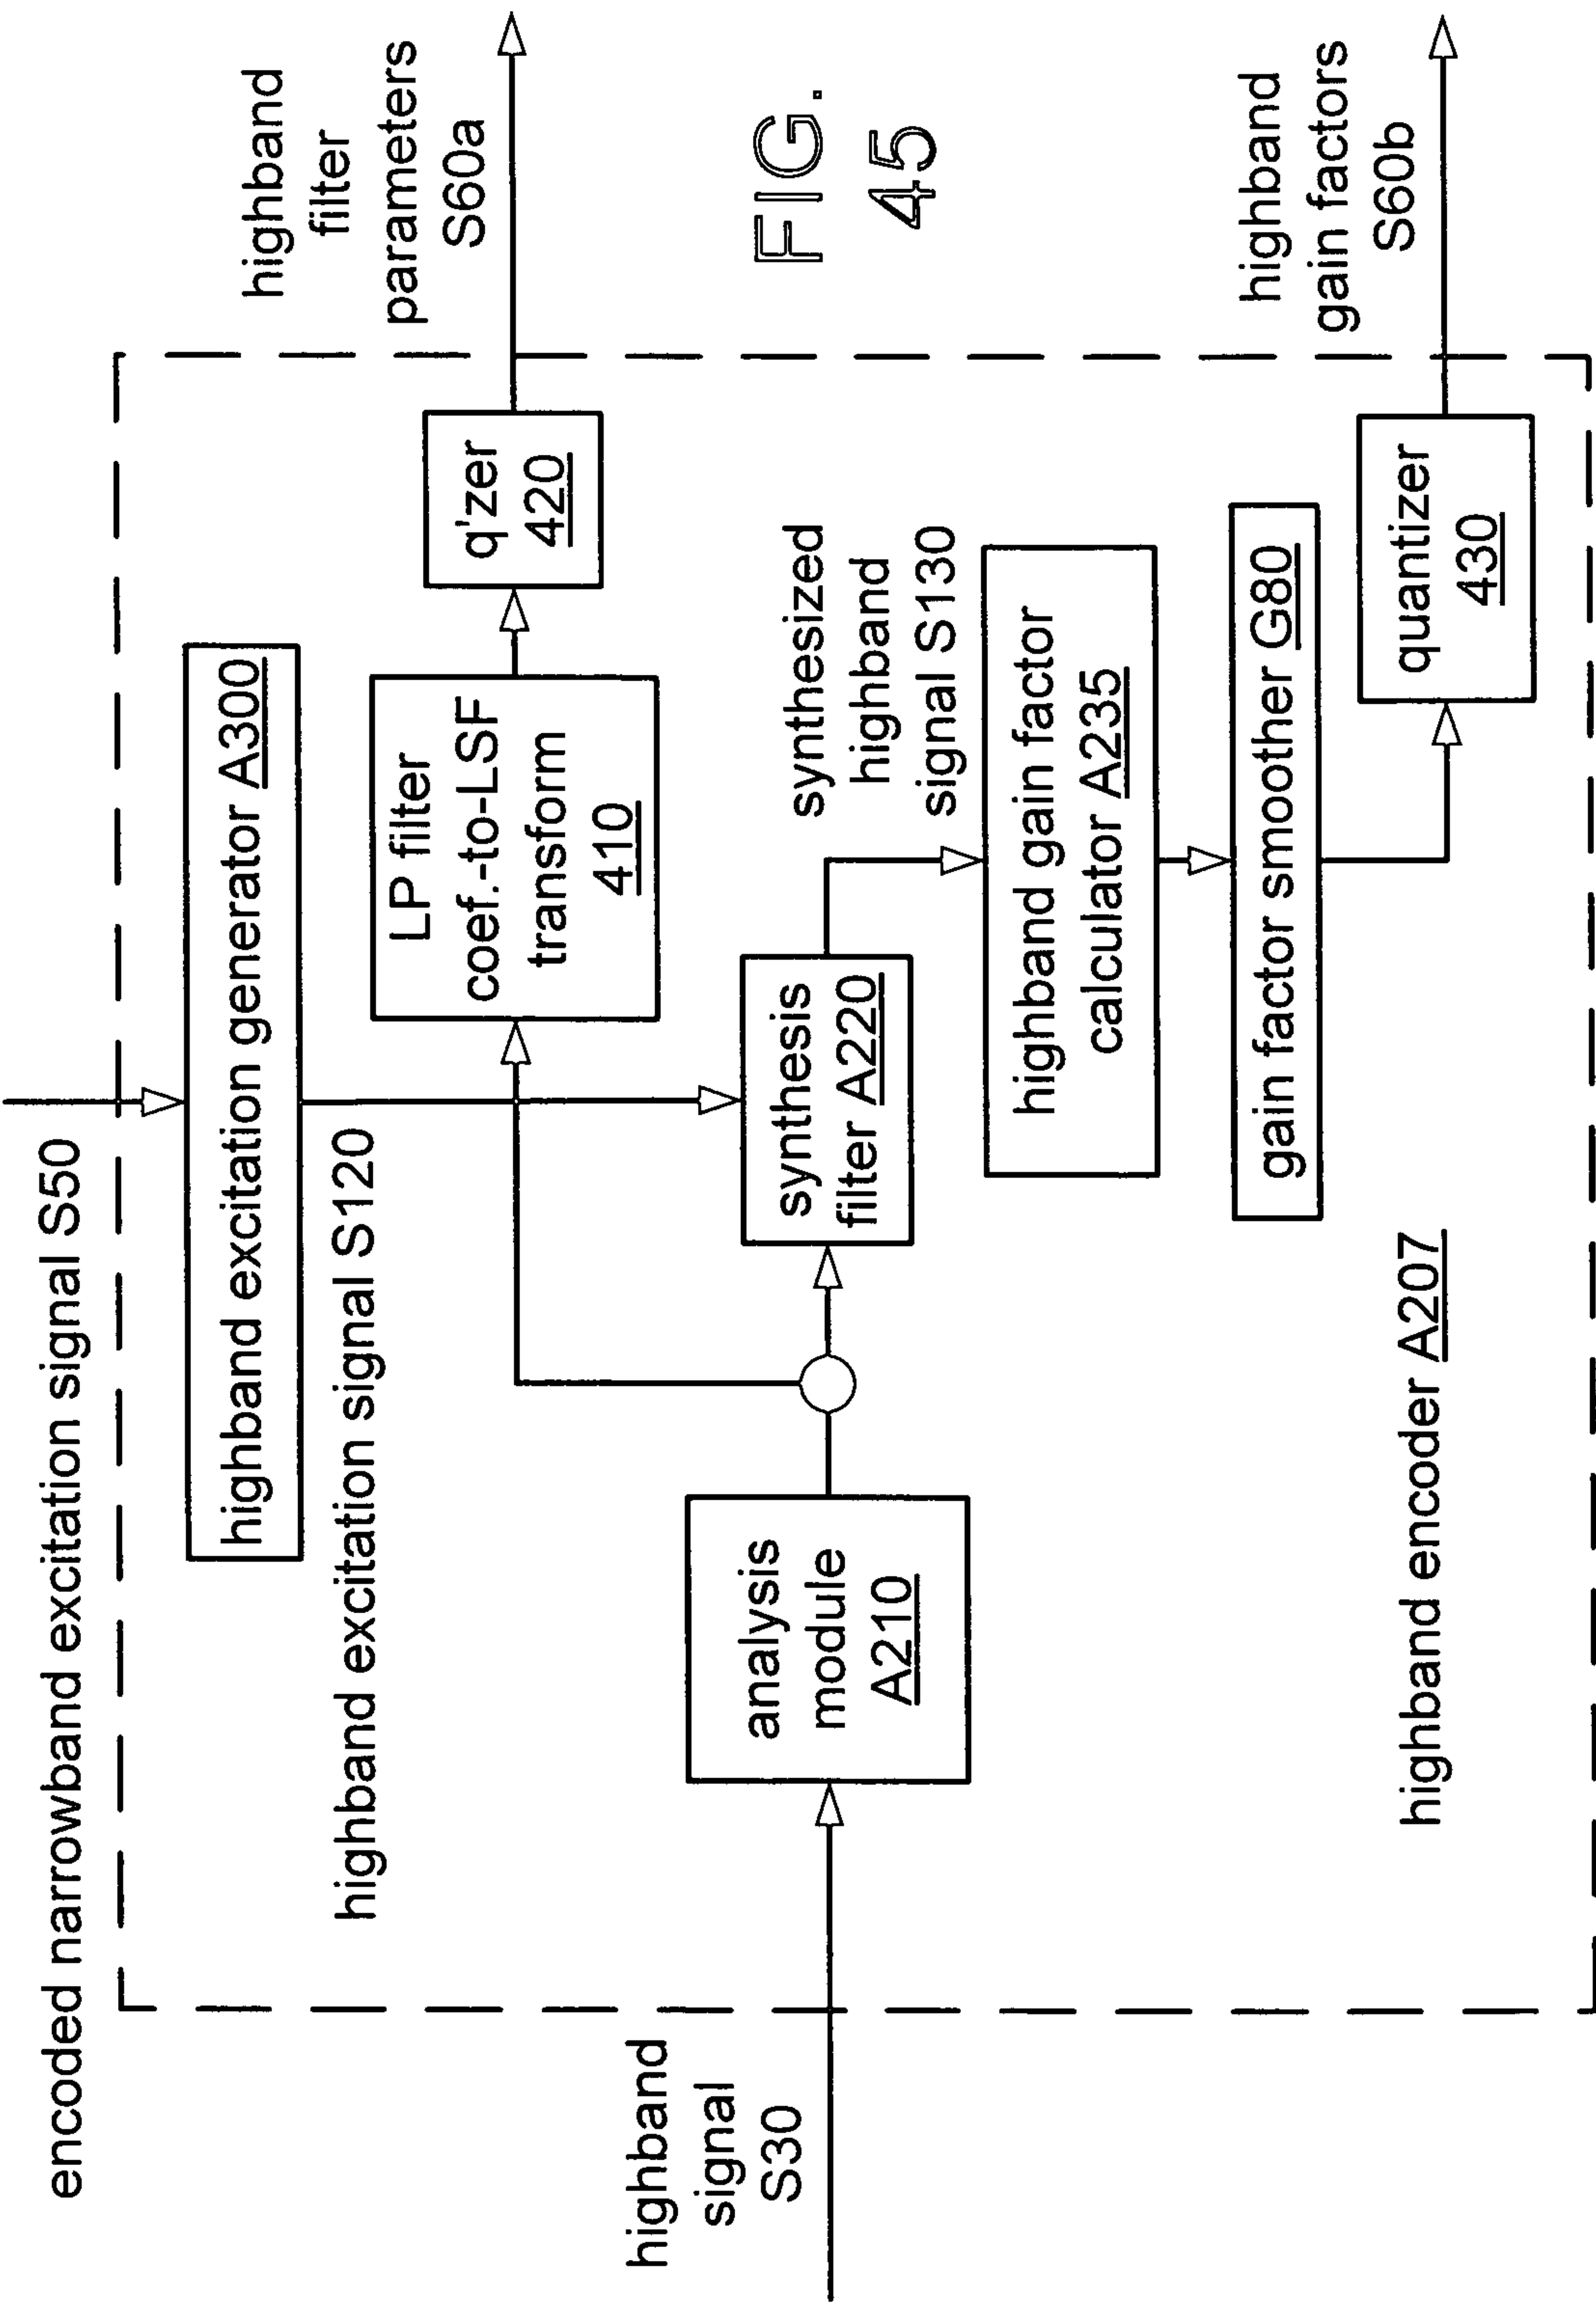 encoded narrowband excitation signal S50
highband excitation generator A300
highband excitation signal S120
highband
filter
parameters
S60a
LP filter
coef.-to-LSF
transform
410
q'zer
420
highband
signal
S30
analysis
module
A210
synthesis
filter A220
synthesized
highband
signal S130
FIG.
45
highband gain factor
calculator A235
gain factor smoother G80
quantizer
430
highband
gain factors
S60b
highband encoder A207